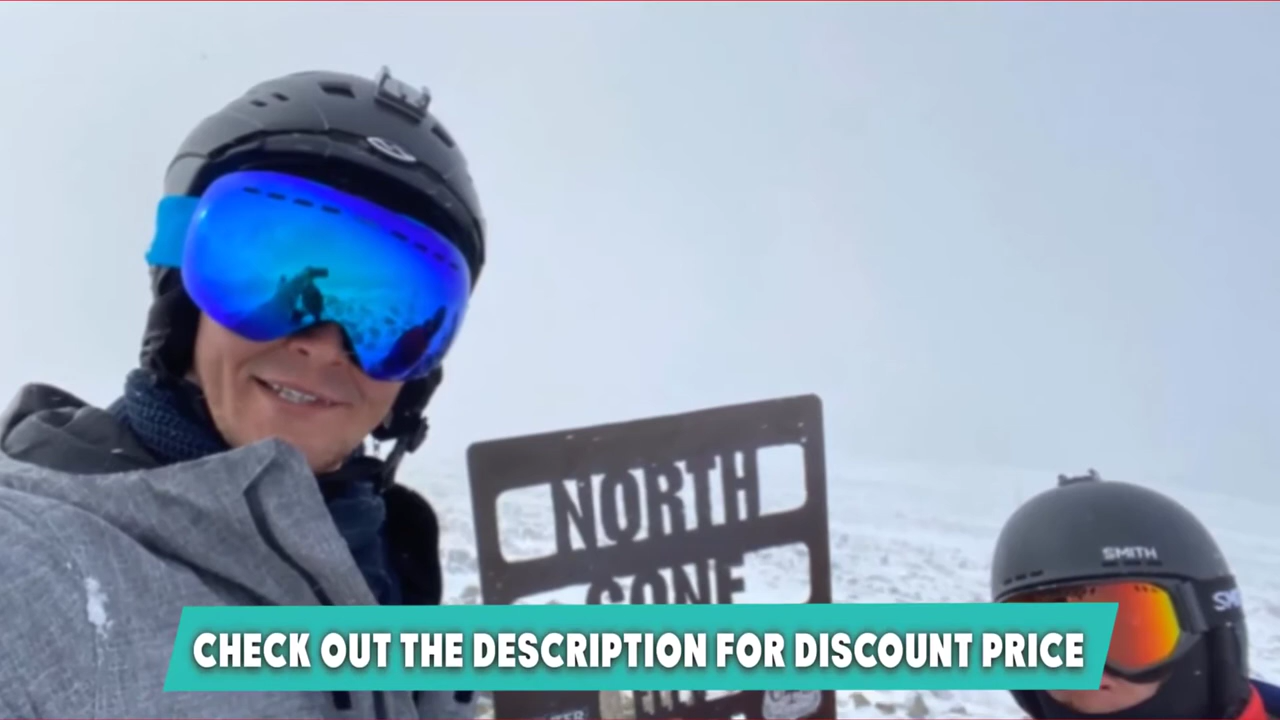 NORTH
CONE
SMITH
CHECK OUT THE DESCRIPTION FOR DISCOUNT PRICE